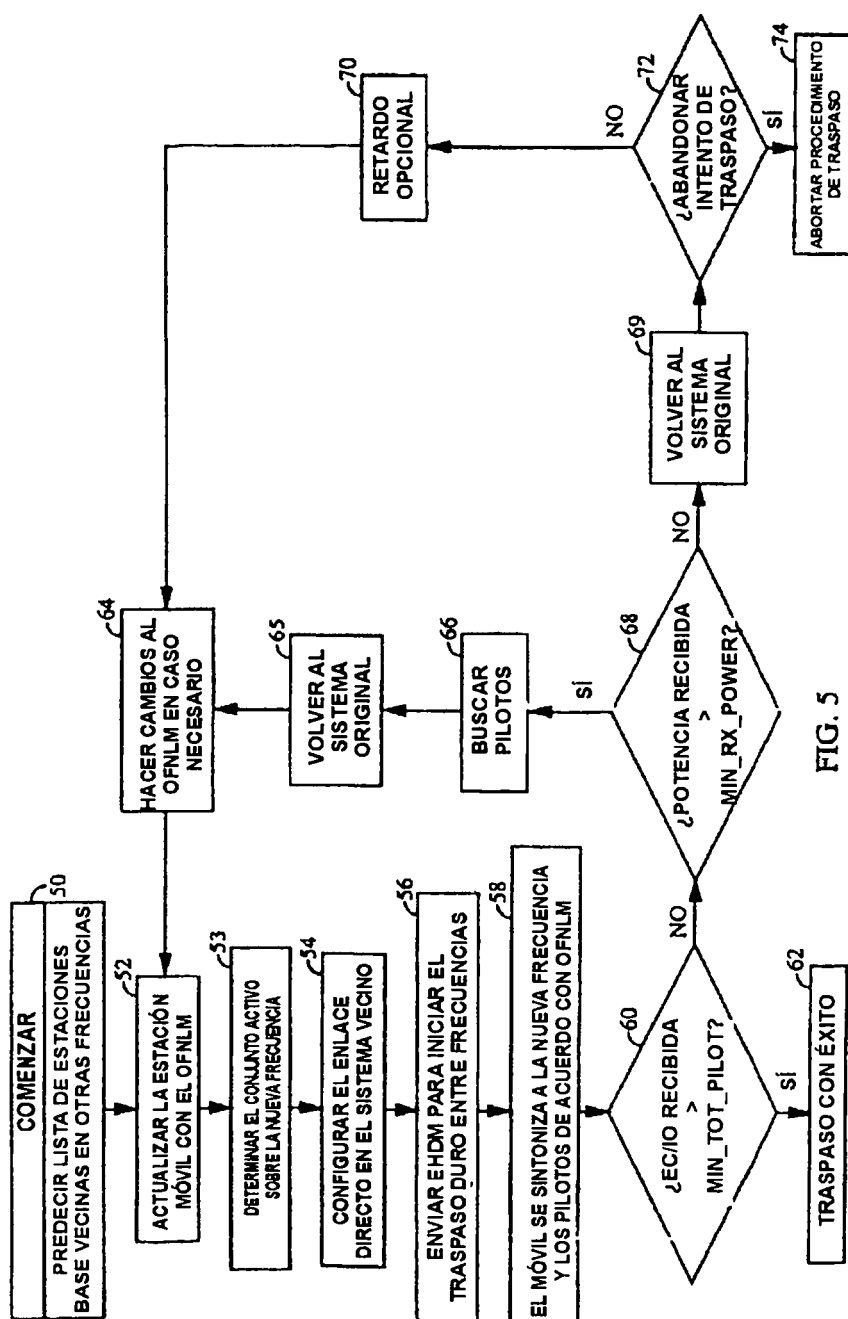 COMENZAR
50
PREDECIR LISTA DE ESTACIONES
BASE VECINAS EN OTRAS FRECUENCIAS
52
ACTUALIZAR LA ESTACIÓN
MÓVIL CON EL OFNLM
53
DETERMINAR EL CONJUNTO ACTIVO
SOBRE LA NUEVA FRECUENCIA
54
CONFIGURAR EL ENLACE
DIRECTO EN EL SISTEMA VECINO
56
ENVIAR EHDM PARA INICIAR EL
TRASPASO DURO ENTRE FRECUENCIAS
58
EL MÓVIL SE SINTONIZA A LA NUEVA FRECUENCIA
Y LOS PILOTOS DE ACUERDO CON OFNLM
60
¿EC/IO RECIBIDA
>
MIN_TOT_PILOT?
SÍ
NO
62
TRASPASO CON ÉXITO
64
HACER CAMBIOS AL
OFNLM EN CASO
NECESARIO
65
VOLVER AL
SISTEMA
ORIGINAL
66
BUSCAR
PILOTOS
SÍ
68
¿POTENCIA RECIBIDA
>
MIN_RX_POWER?
NO
69
VOLVER AL
SISTEMA
ORIGINAL
70
RETARDO
OPCIONAL
NO
72
¿ABANDONAR
INTENTO DE
TRASPASO?
SÍ
74
ABORTAR PROCEDIMIENTO
DE TRASPASO
FIG. 5